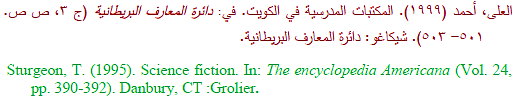 العلى، أحمد (١٩٩٩). المكتبات المدرسية في الكويت. في: دائرة المعارف البريطانية (ج ٣، ص ص.
٥٠١– ٥٠٣). شيكاغو: دائرة المعارف البريطانية.
Sturgeon, T. (1995). Science fiction. In: The encyclopedia Americana (Vol. 24,
pp. 390-392). Danbury, CT :Grolier.